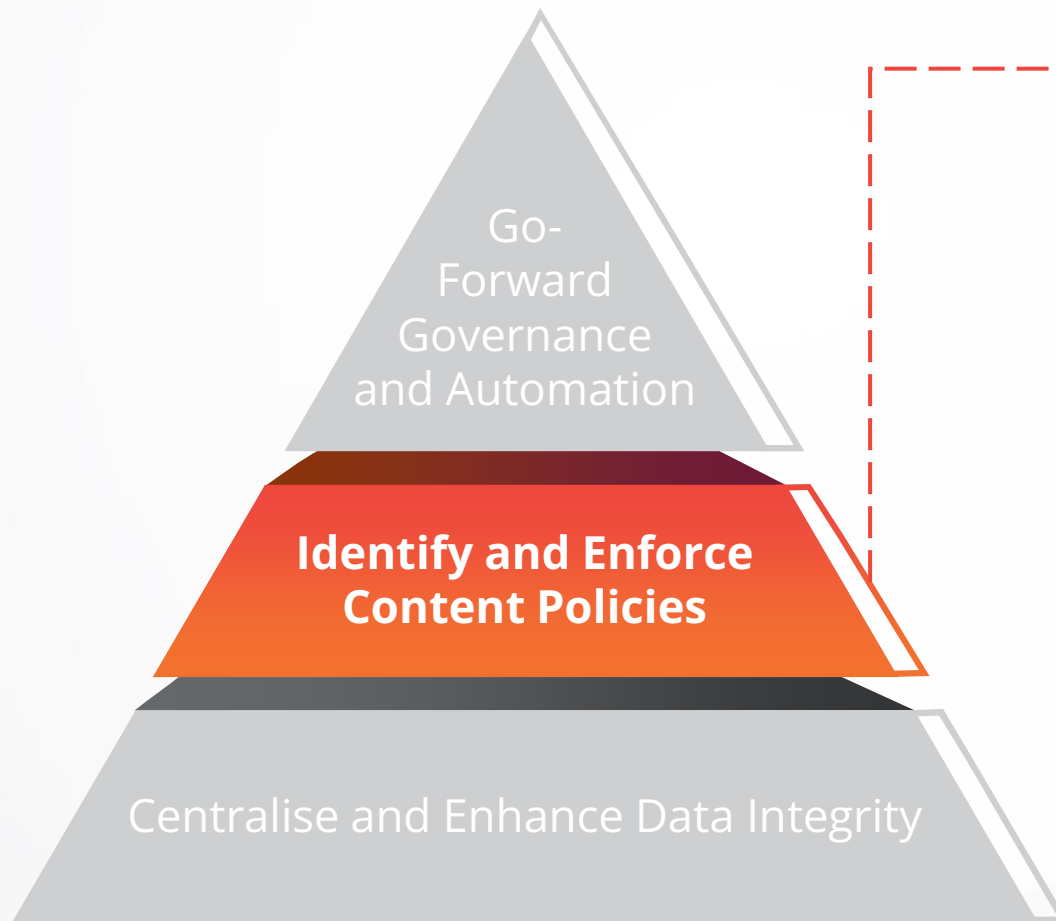 Go-
Forward
Governance
and Automation
Identify and Enforce
Content Policies
Centralise and Enhance Data Integrity